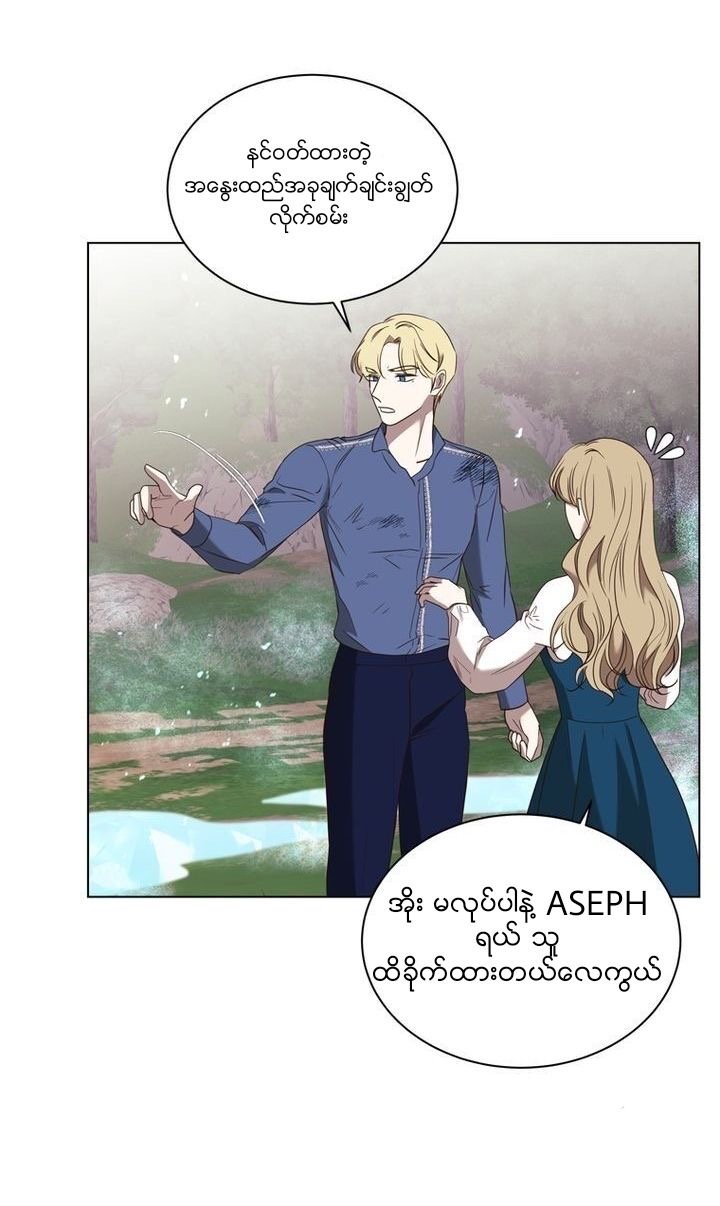 နင်ဝတ်ထားတဲ့
အနွေးထည်အခုချက်ချင်းချွတ်
လိုက်စမ်း
အိုး မလုပ်ပါနဲ့ ASEPH
ရယ် သူ
ထိခိုက်ထားတယ်လေကွယ်